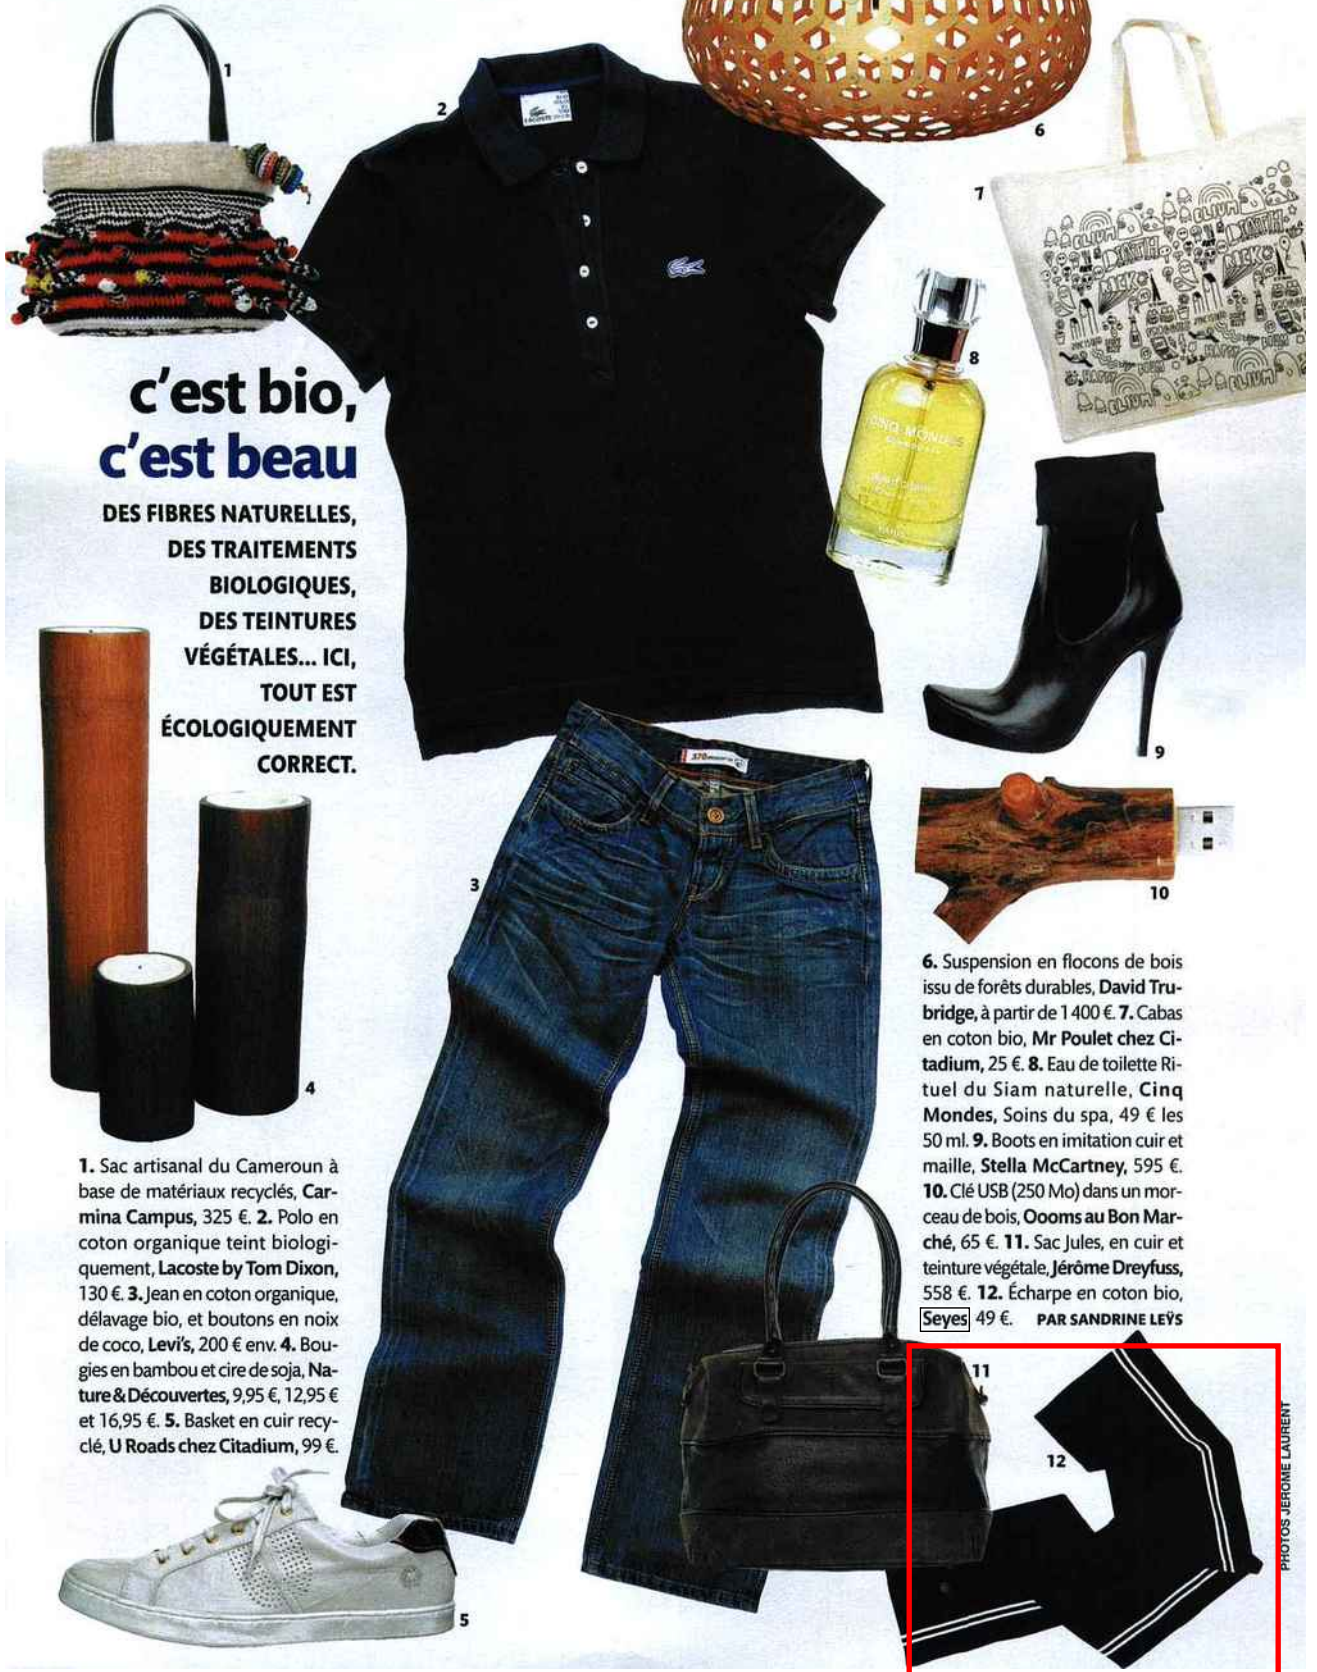 1
2
6
7
LACOSTE
c'est bio,
c'est beau
DES FIBRES NATURELLES,
DES TRAITEMENTS
BIOLOGIQUES,
DES TEINTURES
VÉGÉTALES... ICI,
TOUT EST
ÉCOLOGIQUEMENT
CORRECT.
8
CINQ MONDES
PARIS
9
10
3
4
1. Sac artisanal du Cameroun à
base de matériaux recyclés, Car-
mina Campus, 325 €. 2. Polo en
coton organique teint biologi-
quement, Lacoste by Tom Dixon,
130 €. 3. Jean en coton organique,
délavage bio, et boutons en noix
de coco, Levi's, 200 € env. 4. Bou-
gies en bambou et cire de soja, Na-
ture & Découvertes, 9,95 €, 12,95 €
et 16,95 €. 5. Basket en cuir recy-
clé, U Roads chez Citadium, 99 €.
5
6. Suspension en flocons de bois
issu de forêts durables, David Tru-
bridge, à partir de 1 400 €. 7. Cabas
en coton bio, Mr Poulet chez Ci-
tadium, 25 €. 8. Eau de toilette Ri-
tuel du Siam naturelle, Cinq
Mondes, Soins du spa, 49 € les
50 ml. 9. Boots en imitation cuir et
maille, Stella McCartney, 595 €.
10. Clé USB (250 Mo) dans un mor-
ceau de bois, Oooms au Bon Mar-
ché, 65 €. 11. Sac Jules, en cuir et
teinture végétale, Jérôme Dreyfuss,
558 €. 12. Écharpe en coton bio,
Seyes 49 €. PAR SANDRINE LEŸS
11
12
PHOTOS JEROME LAURENT